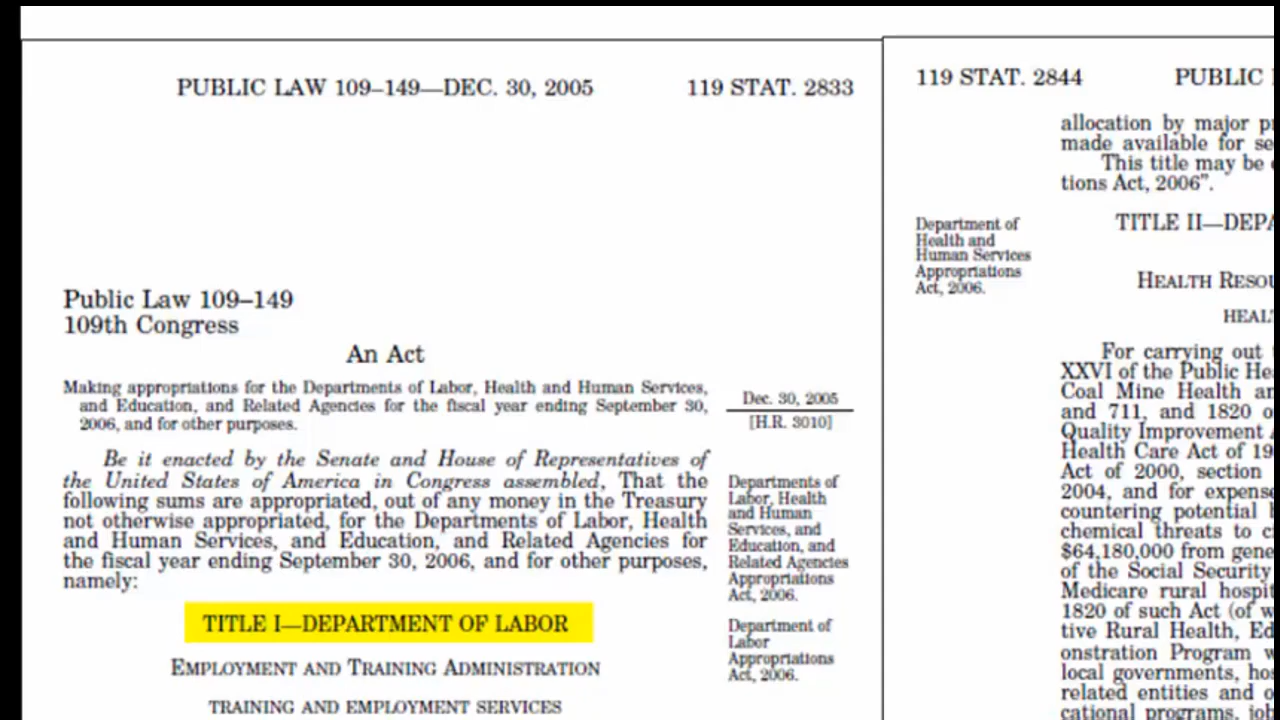 PUBLIC LAW 109–149—DEC. 30, 2005
119 STAT. 2833
Public Law 109–149
109th Congress
An Act
Making appropriations for the Departments of Labor, Health and Human Services,
and Education, and Related Agencies for the fiscal year ending September 30,
2006, and for other purposes.
Dec. 30, 2005
[H.R. 3010]
Be it enacted by the Senate and House of Representatives of
the United States of America in Congress assembled, That the
following sums are appropriated, out of any money in the Treasury
not otherwise appropriated, for the Departments of Labor, Health
and Human Services, and Education, and Related Agencies for
the fiscal year ending September 30, 2006, and for other purposes,
namely:
Departments of
Labor, Health
and Human
Services, and
Education, and
Related Agencies
Appropriations
Act, 2006.
TITLE I—DEPARTMENT OF LABOR
Department of
Labor
Appropriations
Act, 2006.
EMPLOYMENT AND TRAINING ADMINISTRATION
TRAINING AND EMPLOYMENT SERVICES
119 STAT. 2844
PUBLIC
allocation by major
made available for
This title may be
tions Act, 2006”.
Department of
Health and
Human Services
Appropriations
Act, 2006.
TITLE II—
HEALTH
For carrying out
XXVI of the Public
Coal Mine Health
and 711, and 1820
Quality Improvement
Health Care Act of
Act of 2000, section
2004, and for
countering potential
chemical threats to
$64,180,000 from
of the Social Security
Medicare rural
1820 of such Act (of
tive Rural Health,
onstration Program
local governments,
related entities and
cational programs,